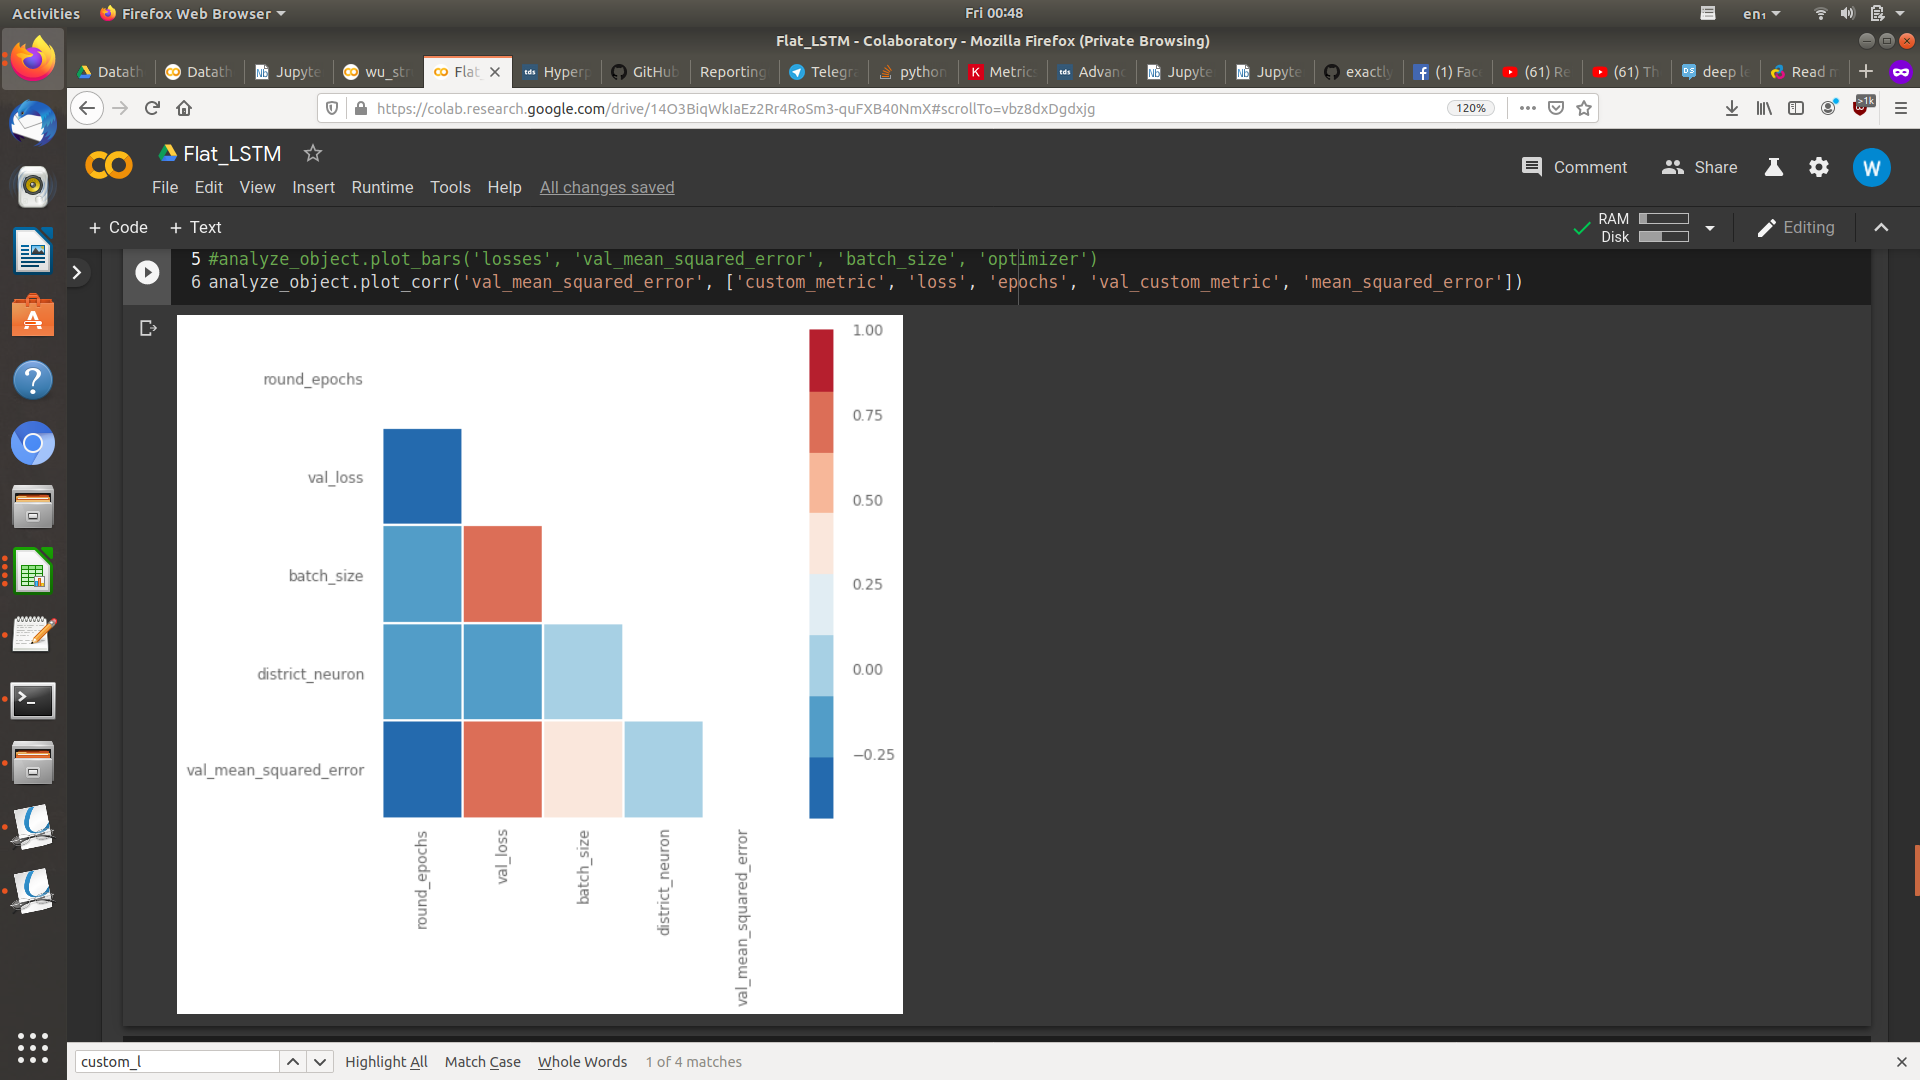 Activities Firefox Web Browser Fri 00:48 en₁
Flat_LSTM - Colaboratory - Mozilla Firefox (Private Browsing)
Datath Datath Jupyte wu_str Flat_ Hyperp GitHub Reporting Telegra python Metric Advanc Jupyte Jupyte exactly (1) Fac (61) Re (61) Th deep le Read m
https://colab.research.google.com/drive/14O3BiqWkIaEz2Rr4RoSm3-quFXB40NmX#scrollTo=vbz8dxDgdxjg 120% >1k
Flat_LSTM
Comment Share W
File Edit View Insert Runtime Tools Help All changes saved
+ Code + Text RAM Disk Editing
5 #analyze_object.plot_bars('losses', 'val_mean_squared_error', 'batch_size', 'optimizer')
6 analyze_object.plot_corr('val_mean_squared_error', ['custom_metric', 'loss', 'epochs', 'val_custom_metric', 'mean_squared_error'])
round_epochs
val_loss
batch_size
district_neuron
val_mean_squared_error
1.00
0.75
0.50
0.25
0.00
−0.25
round_epochs
val_loss
batch_size
district_neuron
val_mean_squared_error
custom_l Highlight All Match Case Whole Words 1 of 4 matches